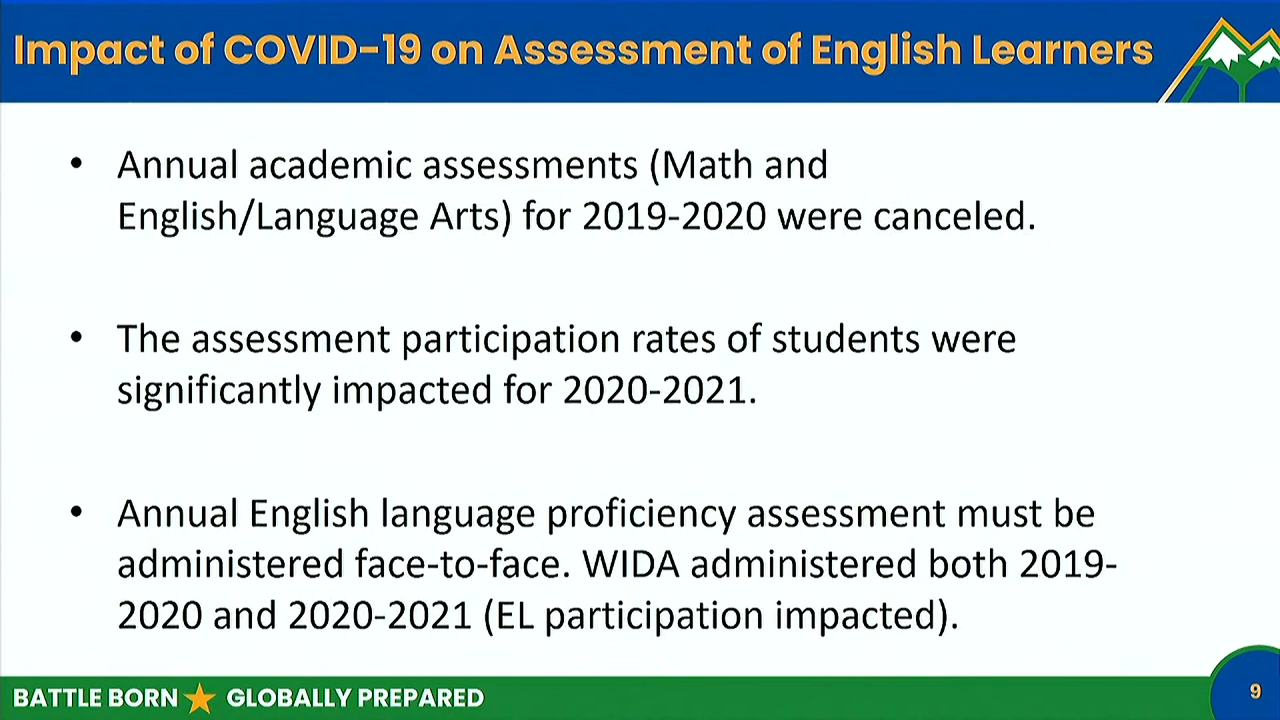 Impact of COVID-19 on Assessment of English Learners
• Annual academic assessments (Math and
English/Language Arts) for 2019-2020 were canceled.
• The assessment participation rates of students were
significantly impacted for 2020-2021.
• Annual English language proficiency assessment must be
administered face-to-face. WIDA administered both 2019-
2020 and 2020-2021 (EL participation impacted).
BATTLE BORN ★ GLOBALLY PREPARED
9